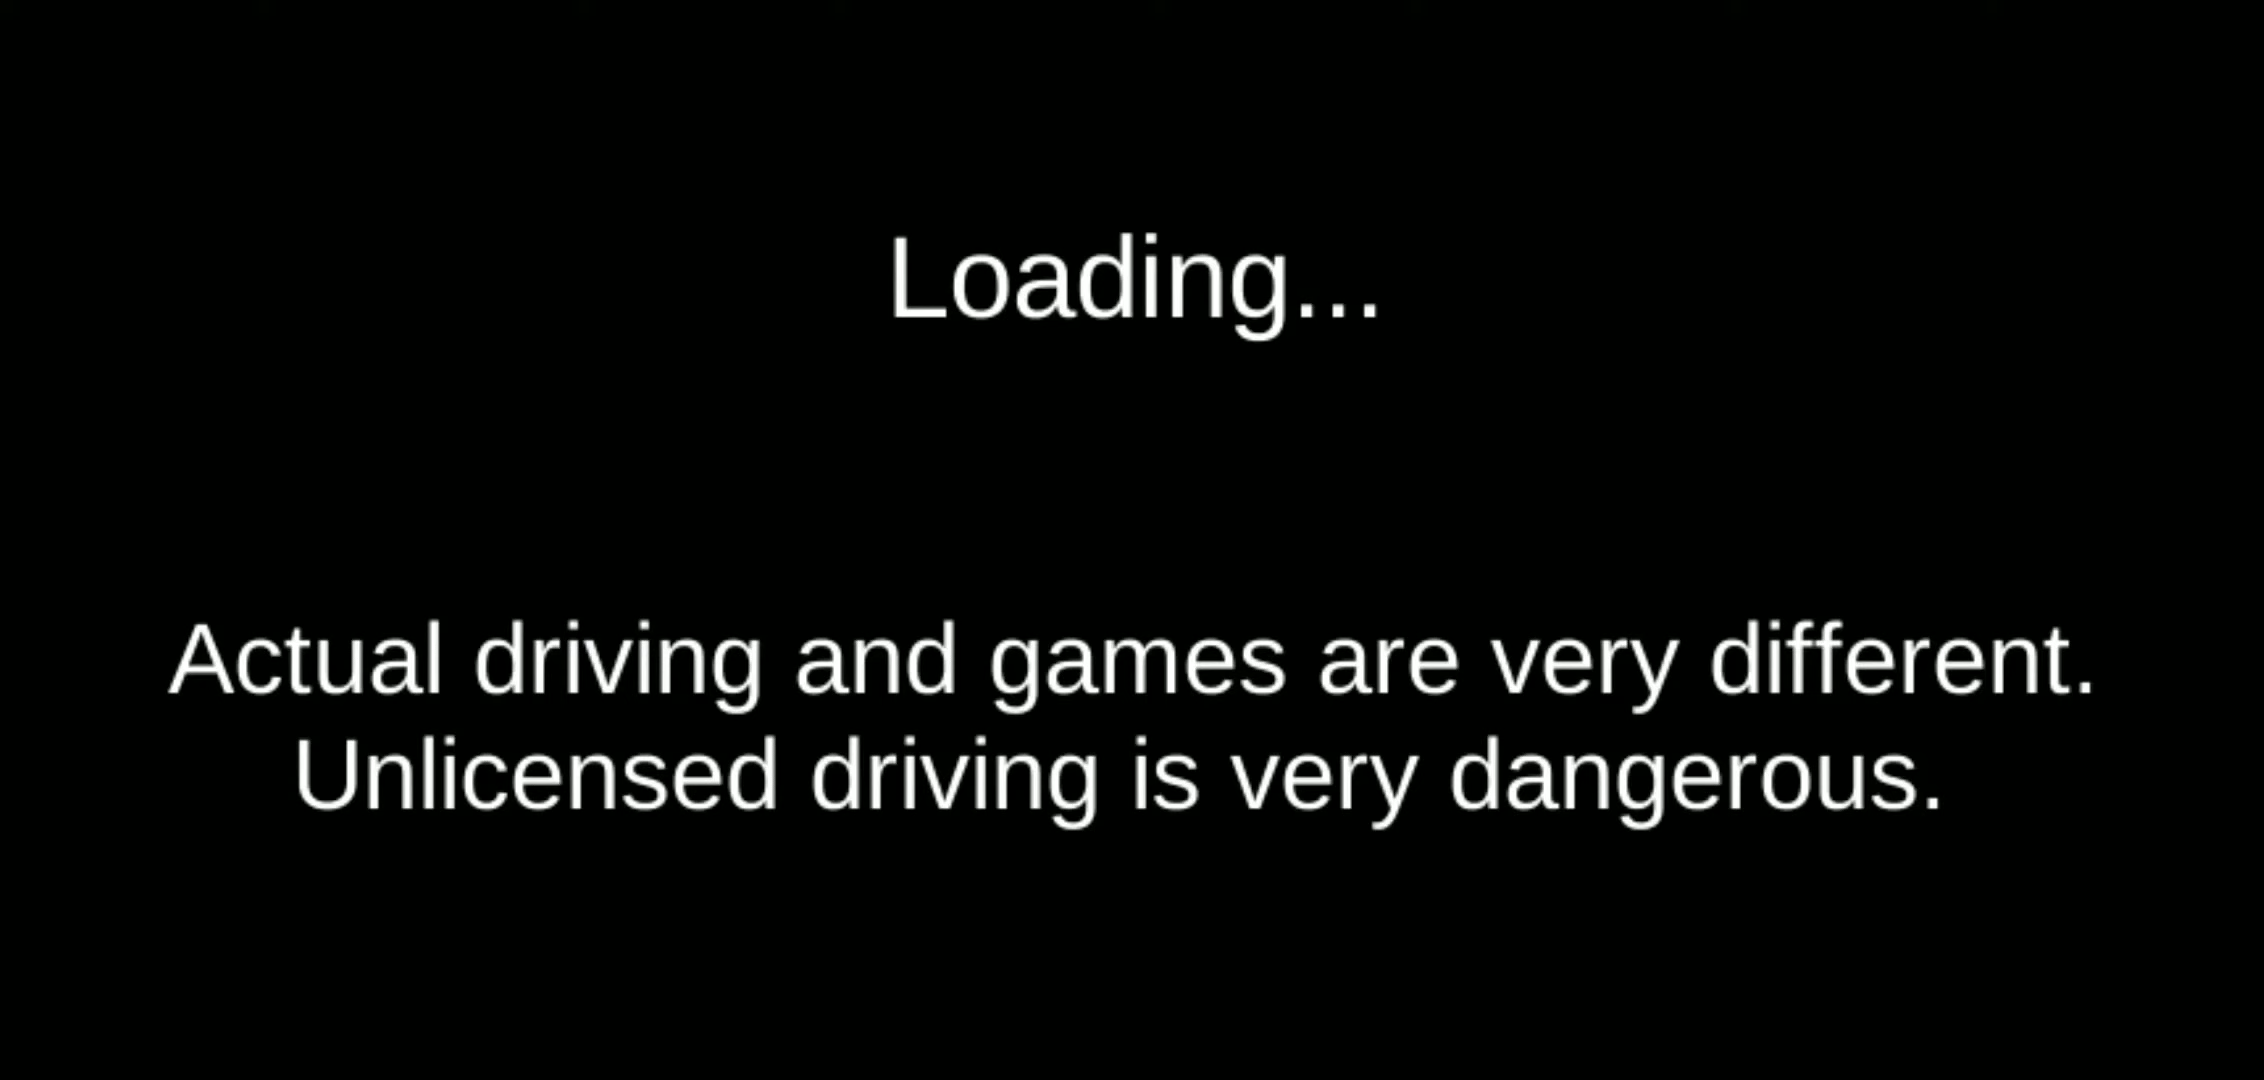 Loading...
Actual driving and games are very different.
Unlicensed driving is very dangerous.